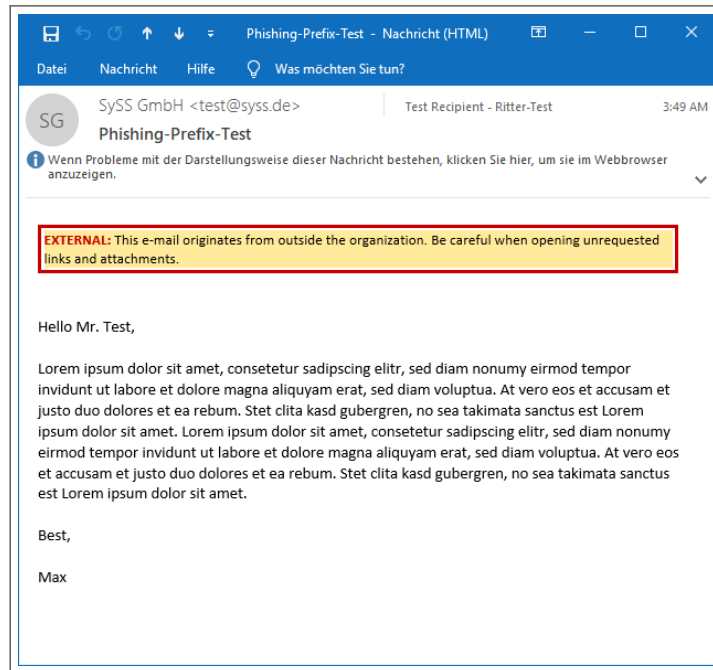 Phishing-Prefix-Test - Nachricht (HTML)
Datei Nachricht Hilfe Was möchten Sie tun?
SG
SySS GmbH <test@syss.de> Test Recipient - Ritter-Test 3:49 AM
Phishing-Prefix-Test
Wenn Probleme mit der Darstellungsweise dieser Nachricht bestehen, klicken Sie hier, um sie im Webbrowser
anzuzeigen.
EXTERNAL: This e-mail originates from outside the organization. Be careful when opening unrequested
links and attachments.
Hello Mr. Test,
Lorem ipsum dolor sit amet, consetetur sadipscing elitr, sed diam nonumy eirmod tempor
invidunt ut labore et dolore magna aliquyam erat, sed diam voluptua. At vero eos et accusam et
justo duo dolores et ea rebum. Stet clita kasd gubergren, no sea takimata sanctus est Lorem
ipsum dolor sit amet. Lorem ipsum dolor sit amet, consetetur sadipscing elitr, sed diam nonumy
eirmod tempor invidunt ut labore et dolore magna aliquyam erat, sed diam voluptua. At vero eos
et accusam et justo duo dolores et ea rebum. Stet clita kasd gubergren, no sea takimata sanctus
est Lorem ipsum dolor sit amet.
Best,
Max